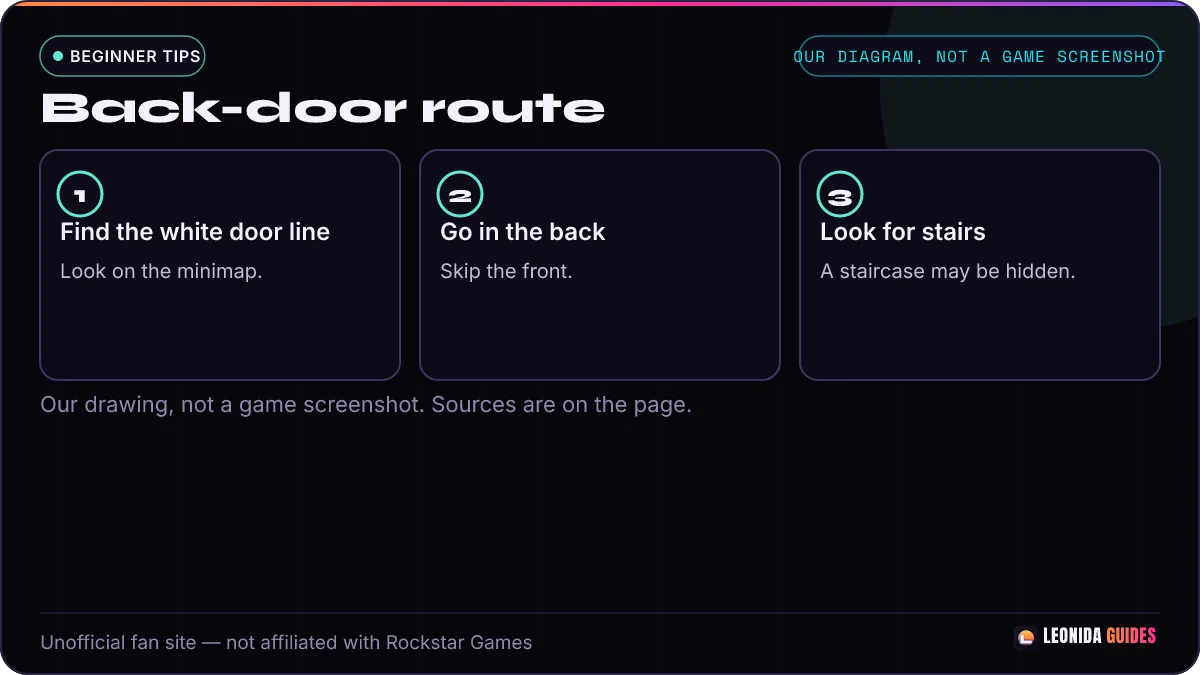 BEGINNER TIPS
OUR DIAGRAM, NOT A GAME SCREENSHOT
Back-door route
1
Find the white door line
Look on the minimap.
2
Go in the back
Skip the front.
3
Look for stairs
A staircase may be hidden.
Our drawing, not a game screenshot. Sources are on the page.
Unofficial fan site — not affiliated with Rockstar Games
LEONIDA GUIDES